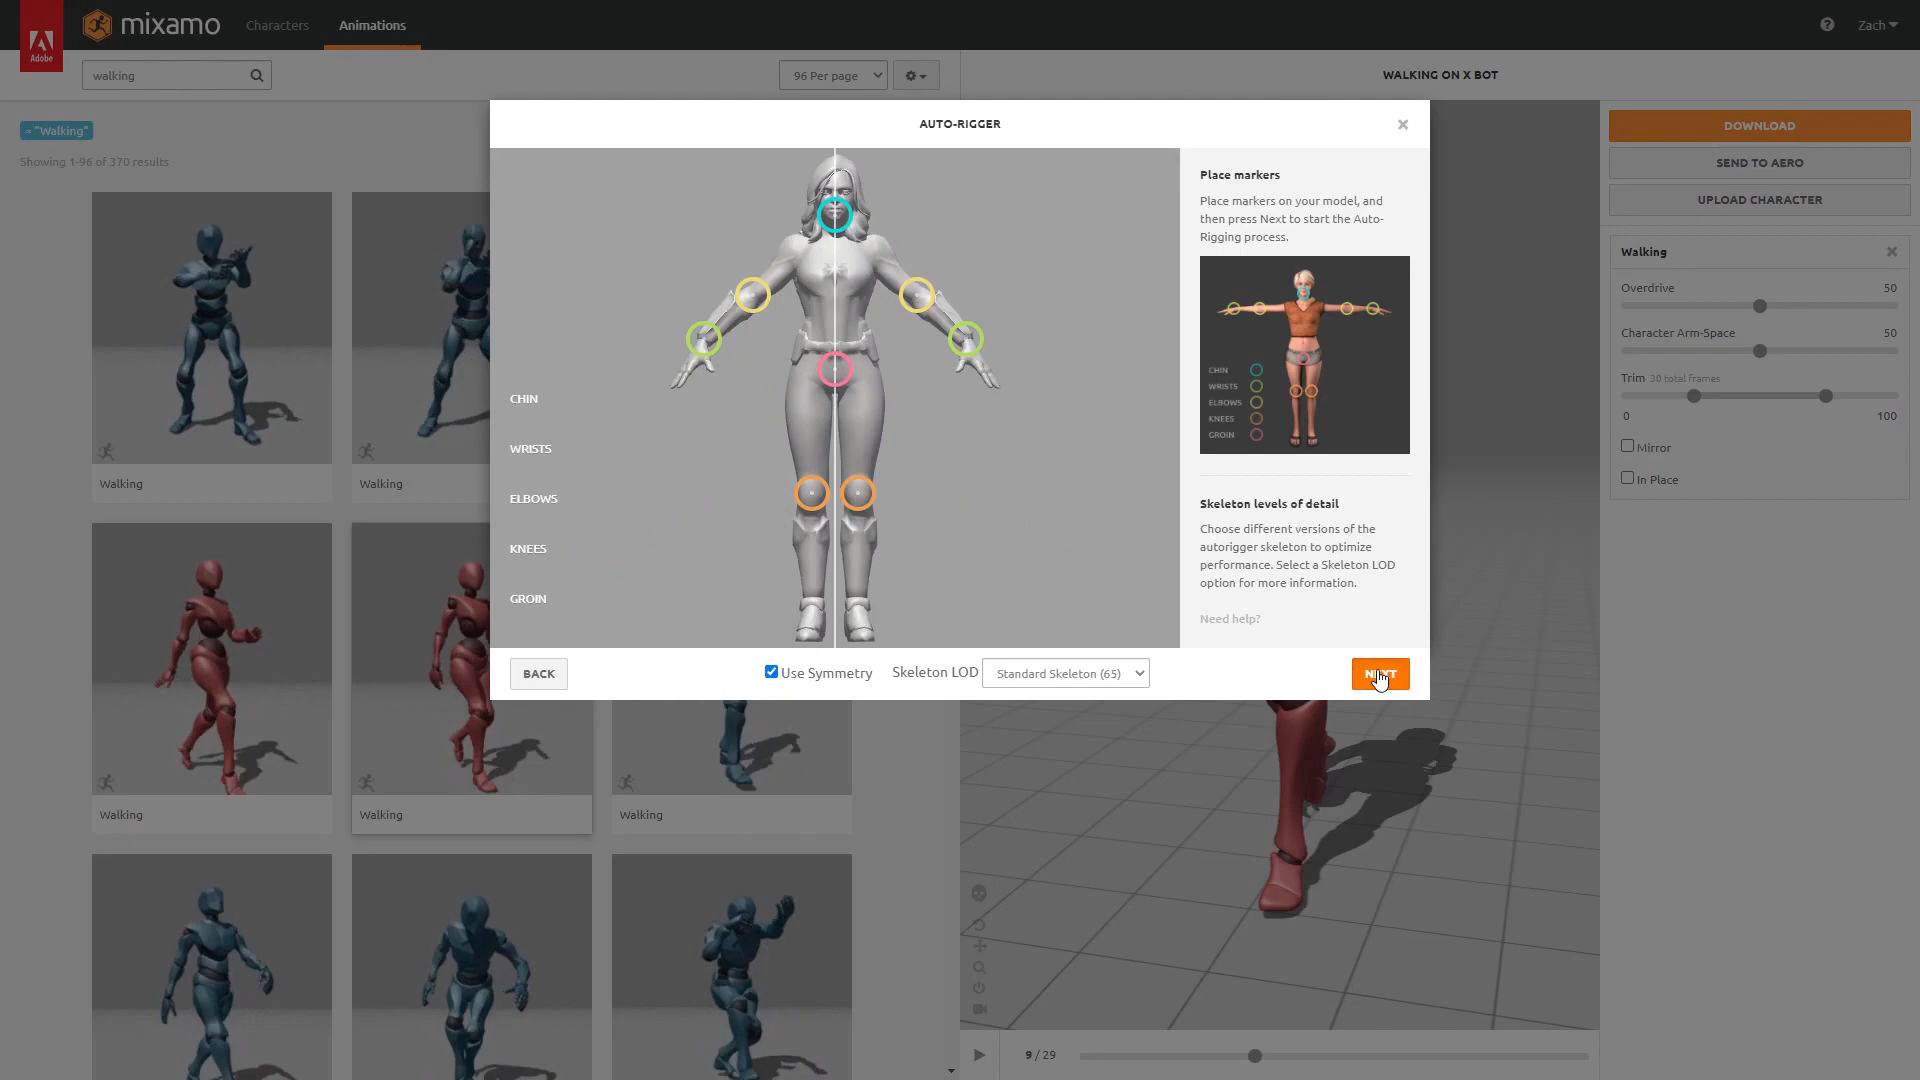 Adobe
mixamo
Characters
Animations
Zach
walking
96 Per page
WALKING ON X BOT
= "Walking"
Showing 1-96 of 370 results
Walking
Walking
Walking
Walking
Walking
AUTO-RIGGER
CHIN
WRISTS
ELBOWS
KNEES
GROIN
Place markers
Place markers on your model, and
then press Next to start the Auto-
Rigging process.
CHIN
WRISTS
ELBOWS
KNEES
GROIN
Skeleton levels of detail
Choose different versions of the
autorigger skeleton to optimize
performance. Select a Skeleton LOD
option for more information.
Need help?
BACK
Use Symmetry
Skeleton LOD
Standard Skeleton (65)
NEXT
DOWNLOAD
SEND TO AERO
UPLOAD CHARACTER
Walking
Overdrive 50
Character Arm-Space 50
Trim 30 total frames
0 100
Mirror
In Place
9 / 29